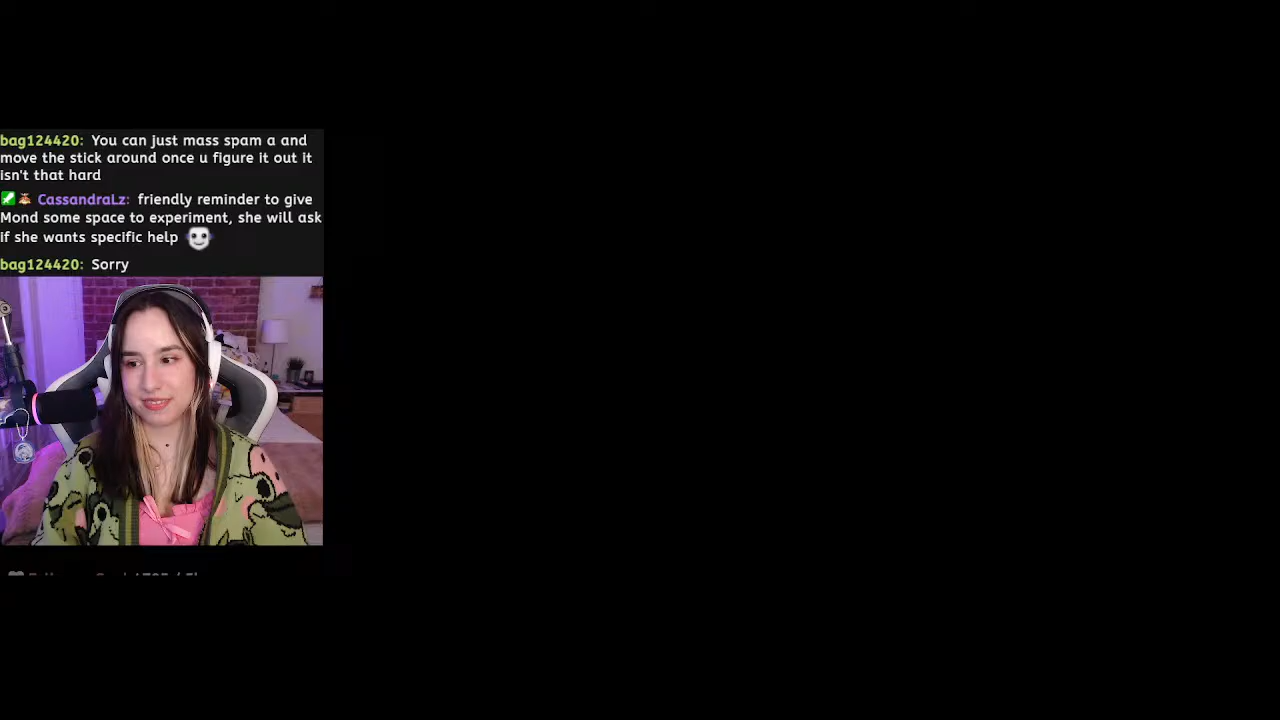 bag124420: You can just mass spam a and
move the stick around once u figure it out it
isn't that hard
CassandraLz: friendly reminder to give
Mond some space to experiment, she will ask
if she wants specific help
bag124420: Sorry